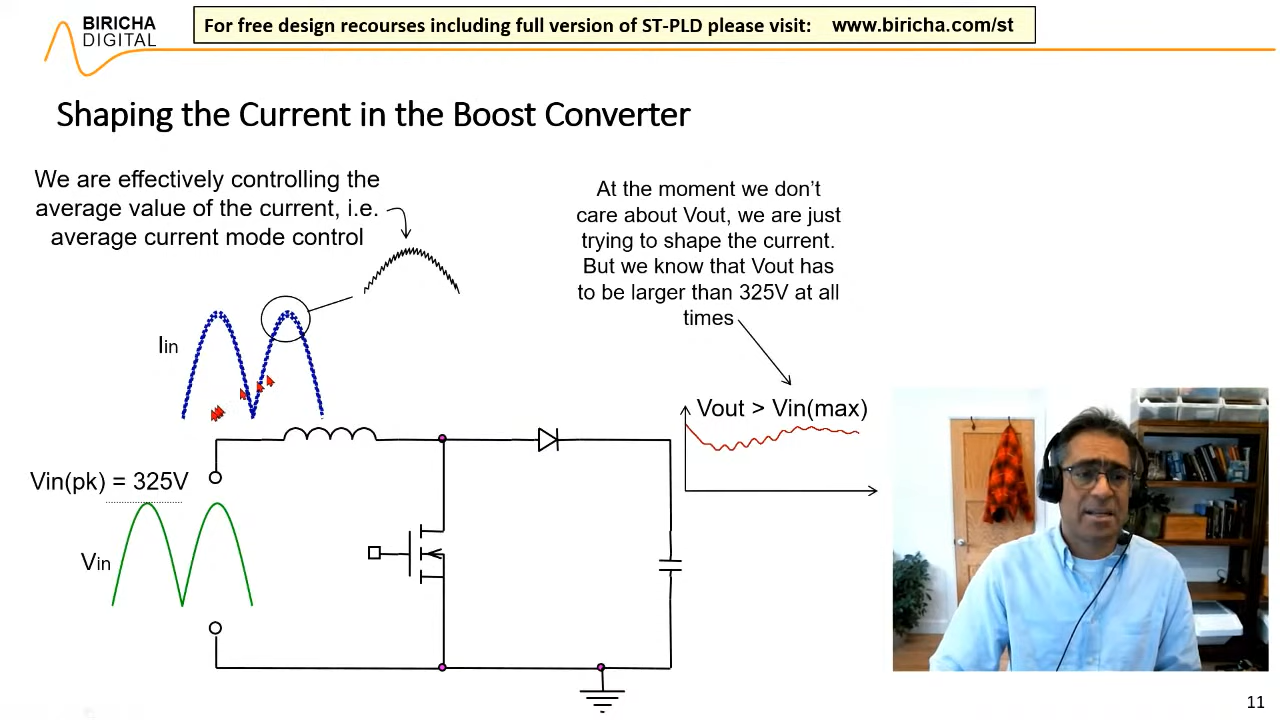 BIRICHA
DIGITAL
For free design recourses including full version of ST-PLD please visit: www.biricha.com/st
Shaping the Current in the Boost Converter
We are effectively controlling the
average value of the current, i.e.
average current mode control
At the moment we don't
care about Vout, we are just
trying to shape the current.
But we know that Vout has
to be larger than 325V at all
times
Iin
Vout > Vin(max)
Vin(pk) = 325V
Vin
11